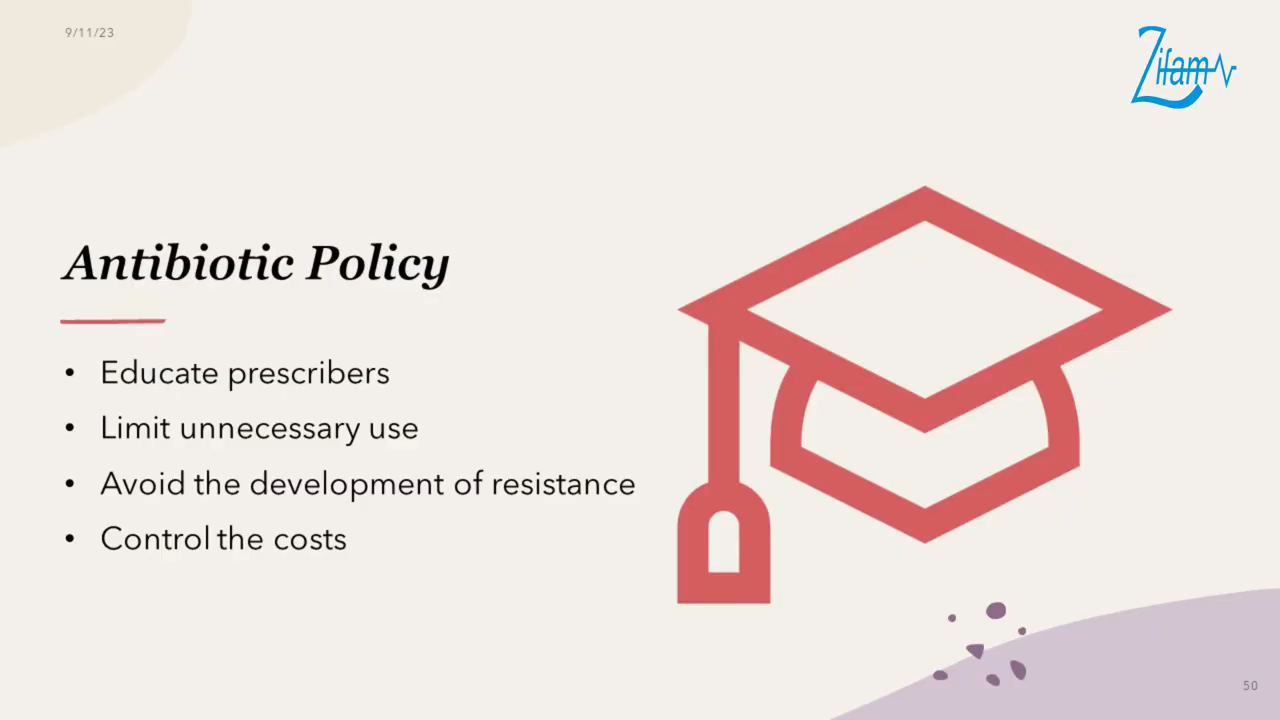 9/11/23
Zifam
Antibiotic Policy
• Educate prescribers
• Limit unnecessary use
• Avoid the development of resistance
• Control the costs
50